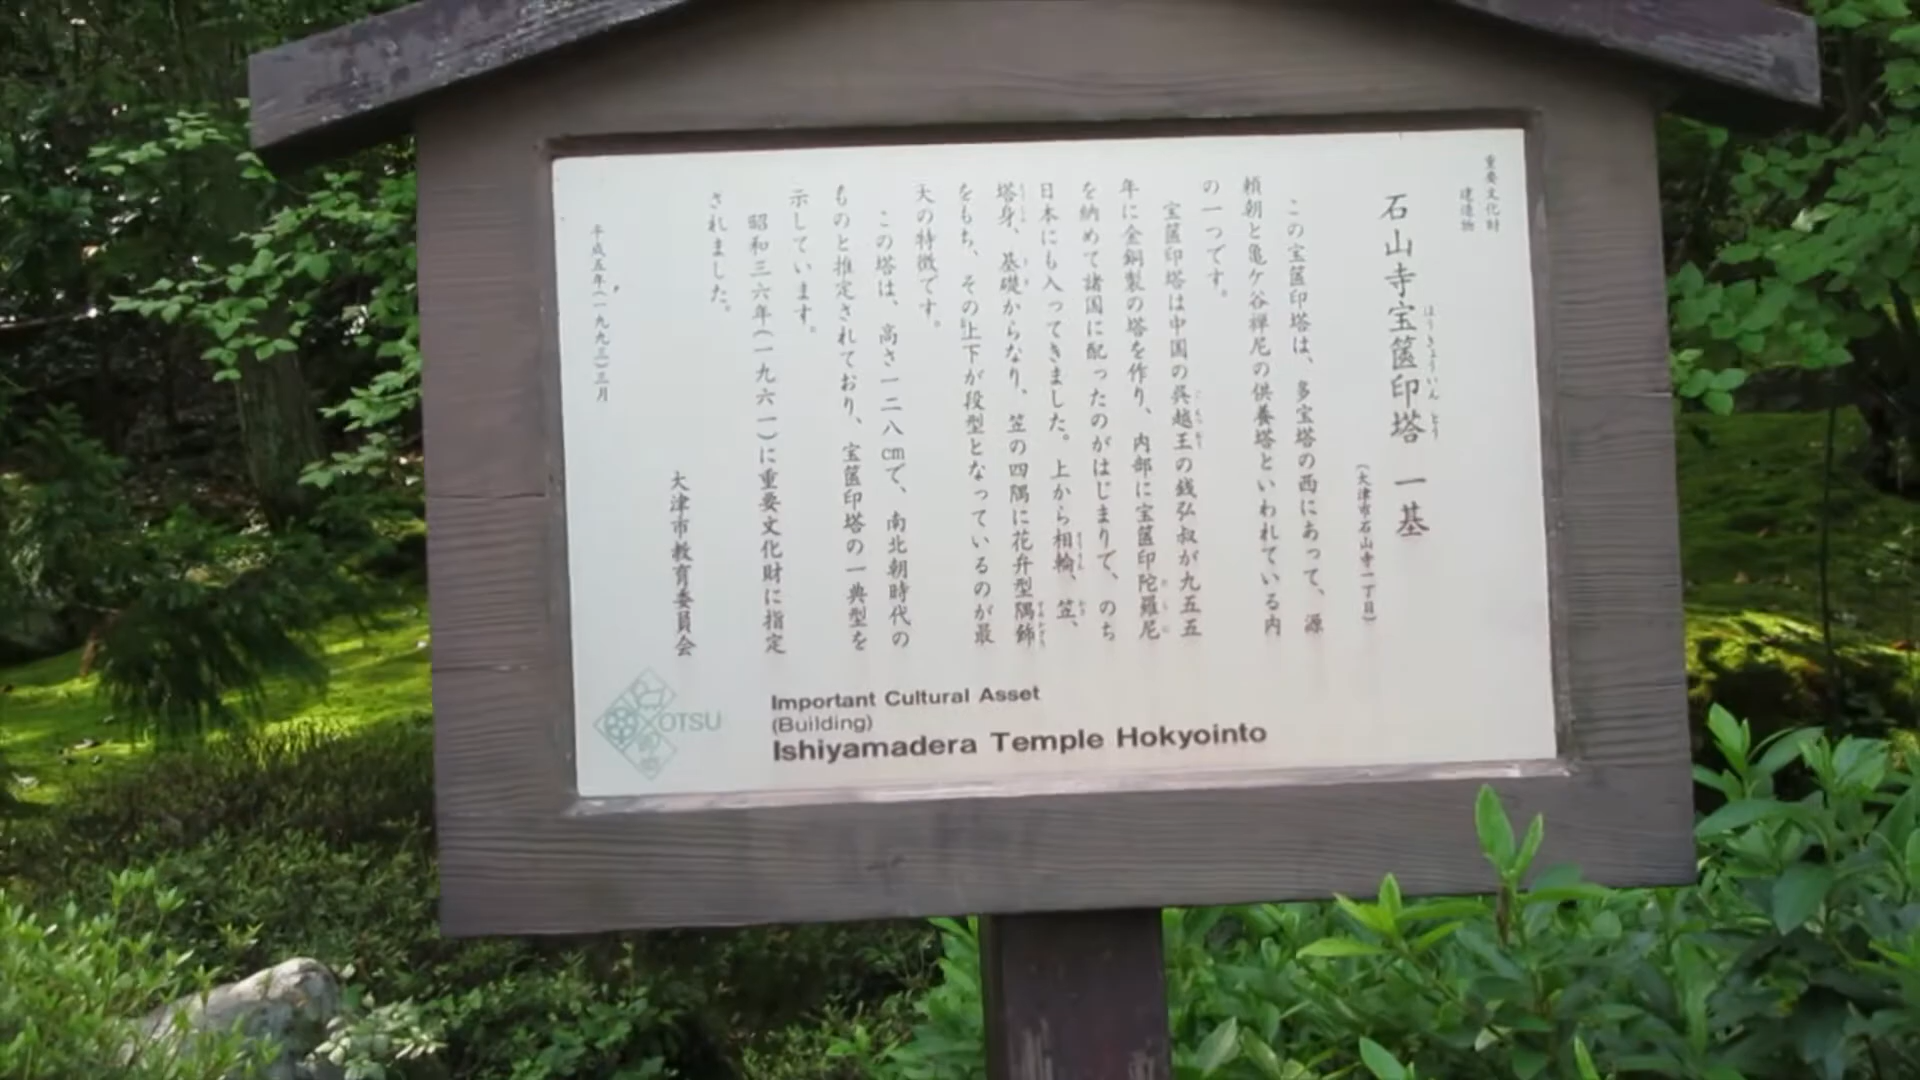 重要文化財
建造物
石山寺宝篋印塔 一基
ほうきょういんとう
(大津市石山寺一丁目)
この宝篋印塔は、多宝塔の西にあって、源
頼朝と亀ケ谷禅尼の供養塔といわれている内
の一つです。
宝篋印塔は中国の呉越王の銭弘叔が九五五
年に金銅製の塔を作り、内部に宝篋印陀羅尼
を納めて諸国に配ったのがはじまりで、のち
日本にも入ってきました。上から相輪、笠、
塔身、基礎からなり、笠の四隅に花弁型隅飾
をもち、その上下が段型となっているのが最
大の特徴です。
この塔は、高さ一二八cmで、南北朝時代の
ものと推定されており、宝篋印塔の一典型を
示しています。
昭和三六年(一九六一)に重要文化財に指定
されました。
大津市教育委員会
平成五年(一九九三)三月
OTSU
Important Cultural Asset
(Building)
Ishiyamadera Temple Hokyointo